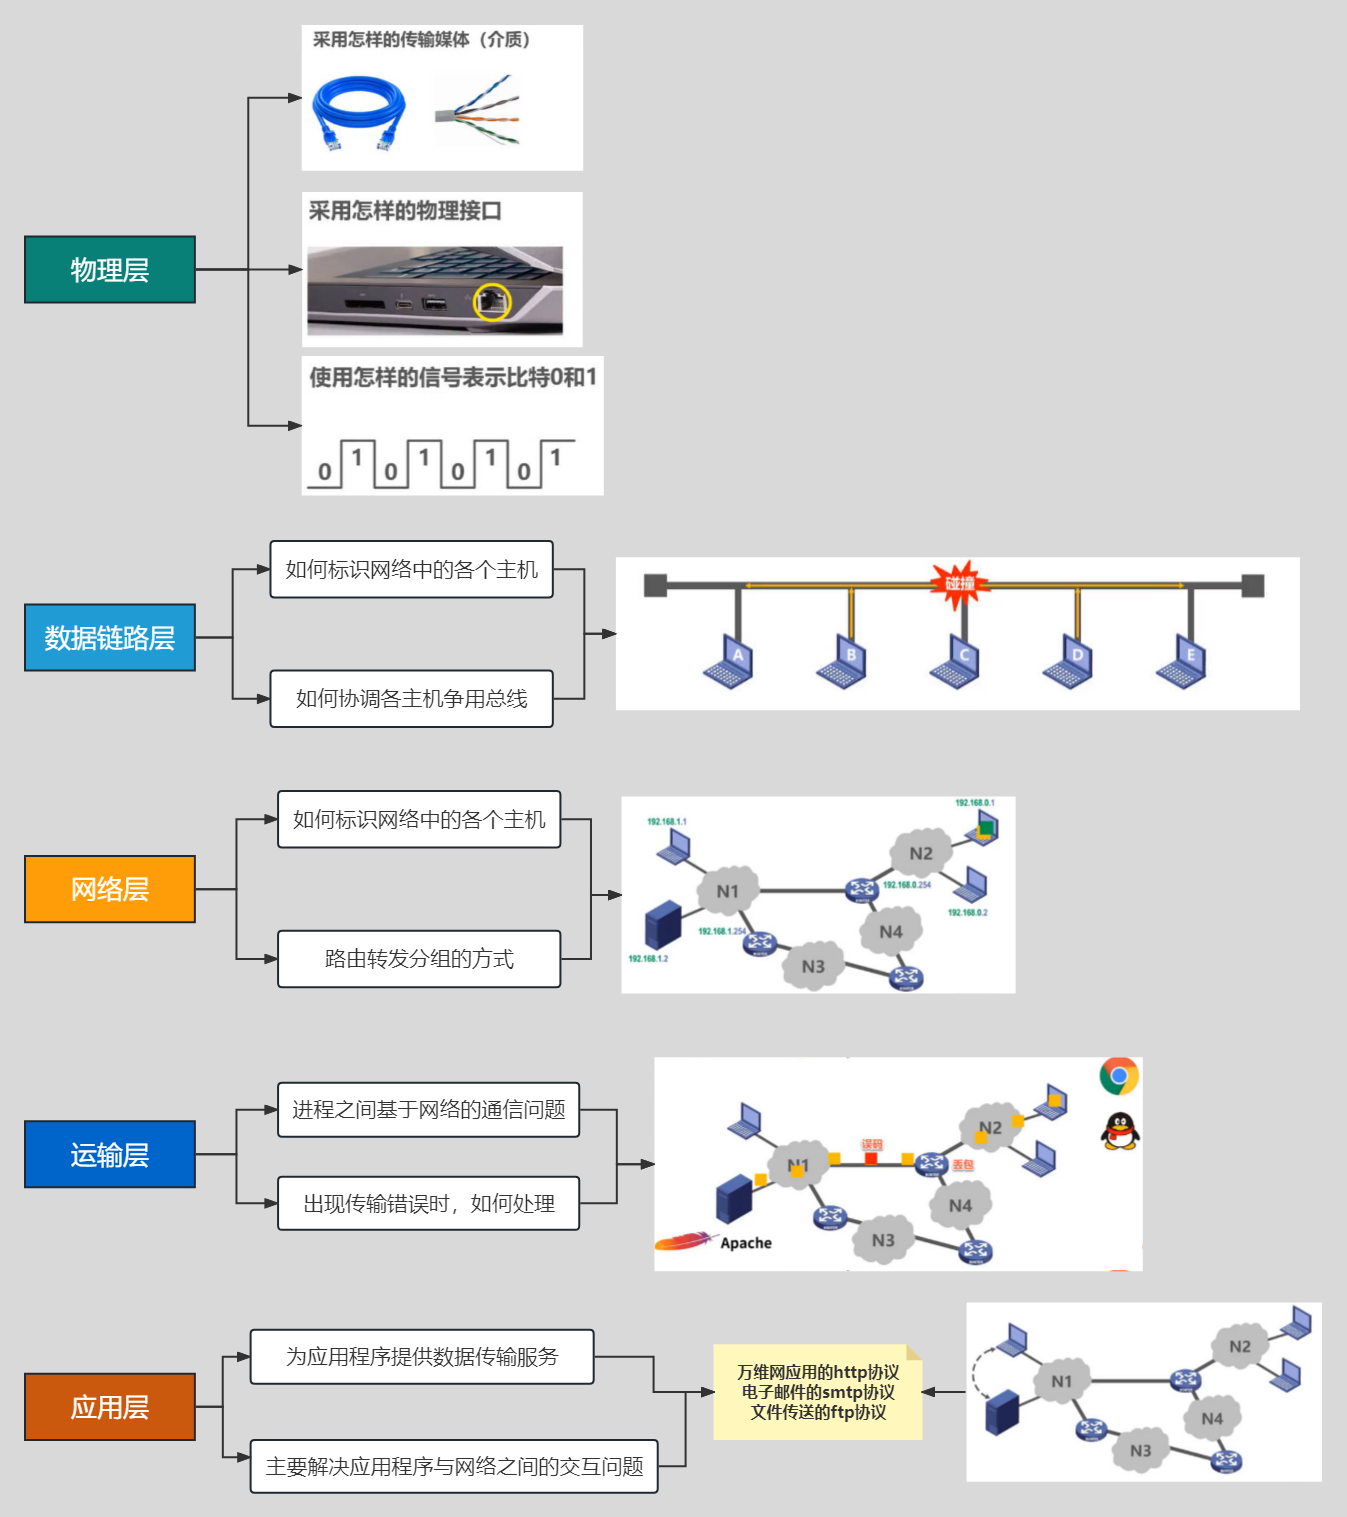 采用怎样的传输媒体（介质）
采用怎样的物理接口
物理层
使用怎样的信号表示比特0和1
0 1 0 1 0 1 0 1
如何标识网络中的各个主机
碰撞
数据链路层
A B C D E
如何协调各主机争用总线
如何标识网络中的各个主机
192.168.0.1
192.168.1.1
N2
网络层
N1
192.168.0.254
192.168.0.2
192.168.1.254
N4
路由转发分组的方式
192.168.1.2
N3
进程之间基于网络的通信问题
N2
误码
运输层
N1
丢包
出现传输错误时，如何处理
N4
N3
Apache
为应用程序提供数据传输服务
N2
万维网应用的http协议
电子邮件的smtp协议
文件传送的ftp协议
N1
应用层
N4
N3
主要解决应用程序与网络之间的交互问题